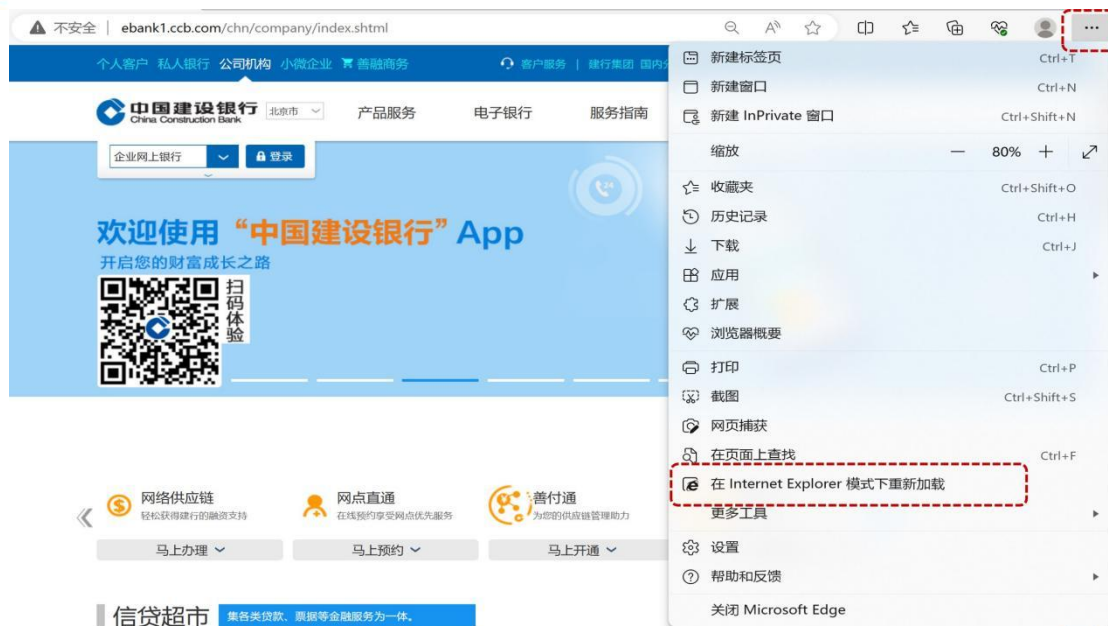 不安全 | ebank1.ccb.com/chn/company/index.shtml
个人客户 私人银行 公司机构 小微企业 善融商务 客户服务 | 建行集团 国内分
中国建设银行
China Construction Bank
北京市
产品服务 电子银行 服务指南
企业网上银行 登录
24
欢迎使用“中国建设银行”App
开启您的财富成长之路
扫码体验
网络供应链
轻松获得建行的融资支持
马上办理
网点直通
在线预约享受网点优先服务
马上预约
善付通
为您的供应链管理助力
马上开通
信贷超市 集各类贷款、票据等金融服务为一体。
新建标签页 Ctrl+T
新建窗口 Ctrl+N
新建 InPrivate 窗口 Ctrl+Shift+N
缩放 — 80% +
收藏夹 Ctrl+Shift+O
历史记录 Ctrl+H
下载 Ctrl+J
应用
扩展
浏览器概要
打印 Ctrl+P
截图 Ctrl+Shift+S
网页捕获
在页面上查找 Ctrl+F
在 Internet Explorer 模式下重新加载
更多工具
设置
帮助和反馈
关闭 Microsoft Edge